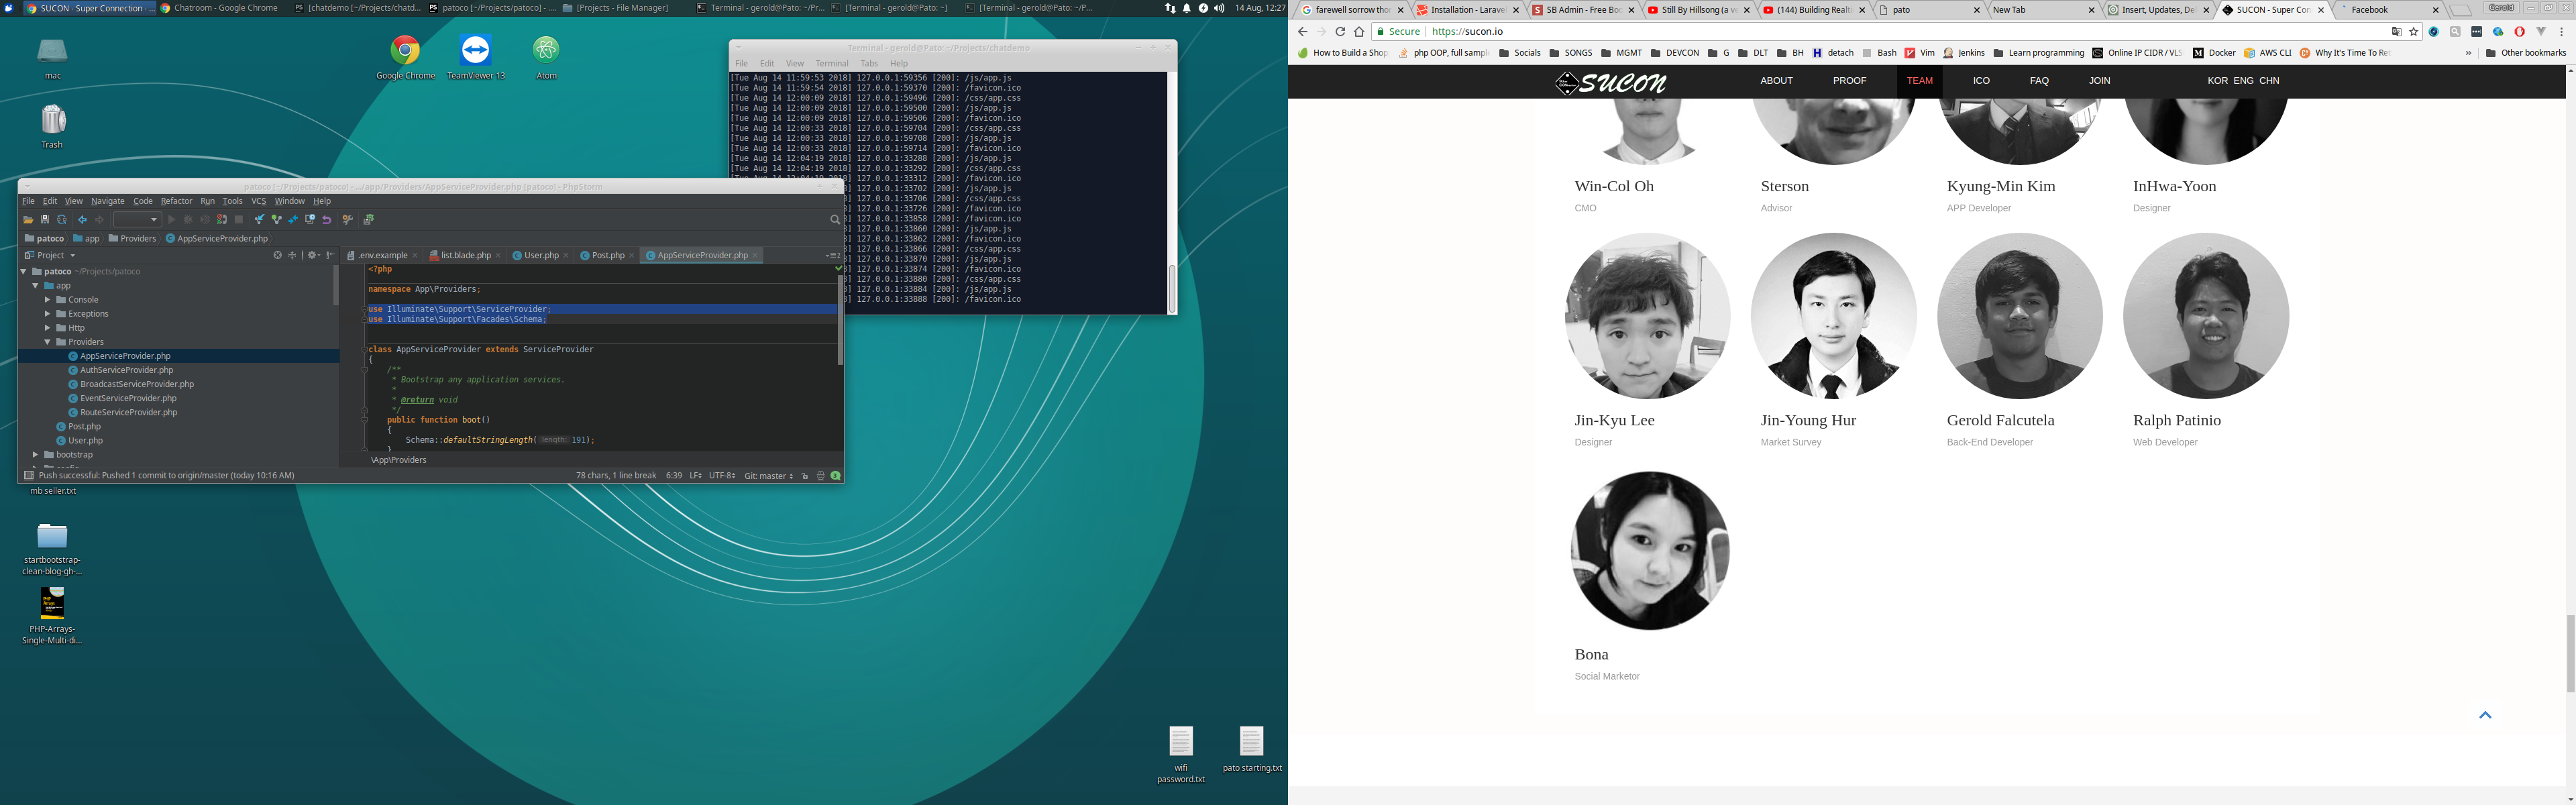 SUCON - Super Connection - ...
Chatroom - Google Chrome
[chatdemo [~/Projects/chatd...
patoco [~/Projects/patoco] - ...
[Projects - File Manager]
Terminal - gerold@Pato: ~/Pr...
[Terminal - gerold@Pato: ~]
[Terminal - gerold@Pato: ~/P...
14 Aug, 12:27
mac
Trash
Google Chrome
TeamViewer 13
Atom
Terminal - gerold@Pato: ~/Projects/chatdemo
File Edit View Terminal Tabs Help
[Tue Aug 14 11:59:53 2018] 127.0.0.1:59356 [200]: /js/app.js
[Tue Aug 14 11:59:54 2018] 127.0.0.1:59370 [200]: /favicon.ico
[Tue Aug 14 12:00:09 2018] 127.0.0.1:59496 [200]: /css/app.css
[Tue Aug 14 12:00:09 2018] 127.0.0.1:59500 [200]: /js/app.js
[Tue Aug 14 12:00:09 2018] 127.0.0.1:59506 [200]: /favicon.ico
[Tue Aug 14 12:00:33 2018] 127.0.0.1:59704 [200]: /css/app.css
[Tue Aug 14 12:00:33 2018] 127.0.0.1:59708 [200]: /js/app.js
[Tue Aug 14 12:00:33 2018] 127.0.0.1:59714 [200]: /favicon.ico
[Tue Aug 14 12:04:19 2018] 127.0.0.1:33288 [200]: /js/app.js
[Tue Aug 14 12:04:19 2018] 127.0.0.1:33292 [200]: /css/app.css
127.0.0.1:33312 [200]: /favicon.ico
] 127.0.0.1:33702 [200]: /js/app.js
] 127.0.0.1:33706 [200]: /css/app.css
] 127.0.0.1:33726 [200]: /favicon.ico
] 127.0.0.1:33858 [200]: /favicon.ico
] 127.0.0.1:33860 [200]: /js/app.js
] 127.0.0.1:33862 [200]: /favicon.ico
] 127.0.0.1:33866 [200]: /css/app.css
] 127.0.0.1:33870 [200]: /js/app.js
] 127.0.0.1:33874 [200]: /favicon.ico
] 127.0.0.1:33880 [200]: /css/app.css
] 127.0.0.1:33884 [200]: /js/app.js
] 127.0.0.1:33888 [200]: /favicon.ico
patoco [~/Projects/patoco] - .../app/Providers/AppServiceProvider.php [patoco] - PhpStorm
File Edit View Navigate Code Refactor Run Tools VCS Window Help
patoco app Providers AppServiceProvider.php
Project
.env.example list.blade.php User.php Post.php AppServiceProvider.php
patoco ~/Projects/patoco
app
Console
Exceptions
Http
Providers
AppServiceProvider.php
AuthServiceProvider.php
BroadcastServiceProvider.php
EventServiceProvider.php
RouteServiceProvider.php
Post.php
User.php
bootstrap
<?php
namespace App\Providers;
use Illuminate\Support\ServiceProvider;
use Illuminate\Support\Facades\Schema;
class AppServiceProvider extends ServiceProvider
{
/**
* Bootstrap any application services.
*
* @return void
*/
public function boot()
{
Schema::defaultStringLength( length: 191);
}
\App\Providers
Push successful: Pushed 1 commit to origin/master (today 10:16 AM)
78 chars, 1 line break 6:39 LF UTF-8 Git: master
mb seller.txt
startbootstrap-
clean-blog-gh-...
PHP-Arrays-
Single-Multi-di...
wifi
password.txt
pato starting.txt
farewell sorrow tho
Installation - Laravel
SB Admin - Free Boo
Still By Hillsong (a ve
(144) Building Realti
pato
New Tab
Insert, Updates, Del
SUCON - Super Con
Facebook
Gerold
Secure https://sucon.io
How to Build a Shop
php OOP, full sample
Socials SONGS MGMT DEVCON G DLT BH detach Bash Vim Jenkins Learn programming
Online IP CIDR / VLS
Docker AWS CLI
Why It's Time To Ret
Other bookmarks
SUCON
ABOUT PROOF TEAM ICO FAQ JOIN KOR ENG CHN
Win-Col Oh
CMO
Sterson
Advisor
Kyung-Min Kim
APP Developer
InHwa-Yoon
Designer
Jin-Kyu Lee
Designer
Jin-Young Hur
Market Survey
Gerold Falcutela
Back-End Developer
Ralph Patinio
Web Developer
Bona
Social Marketor